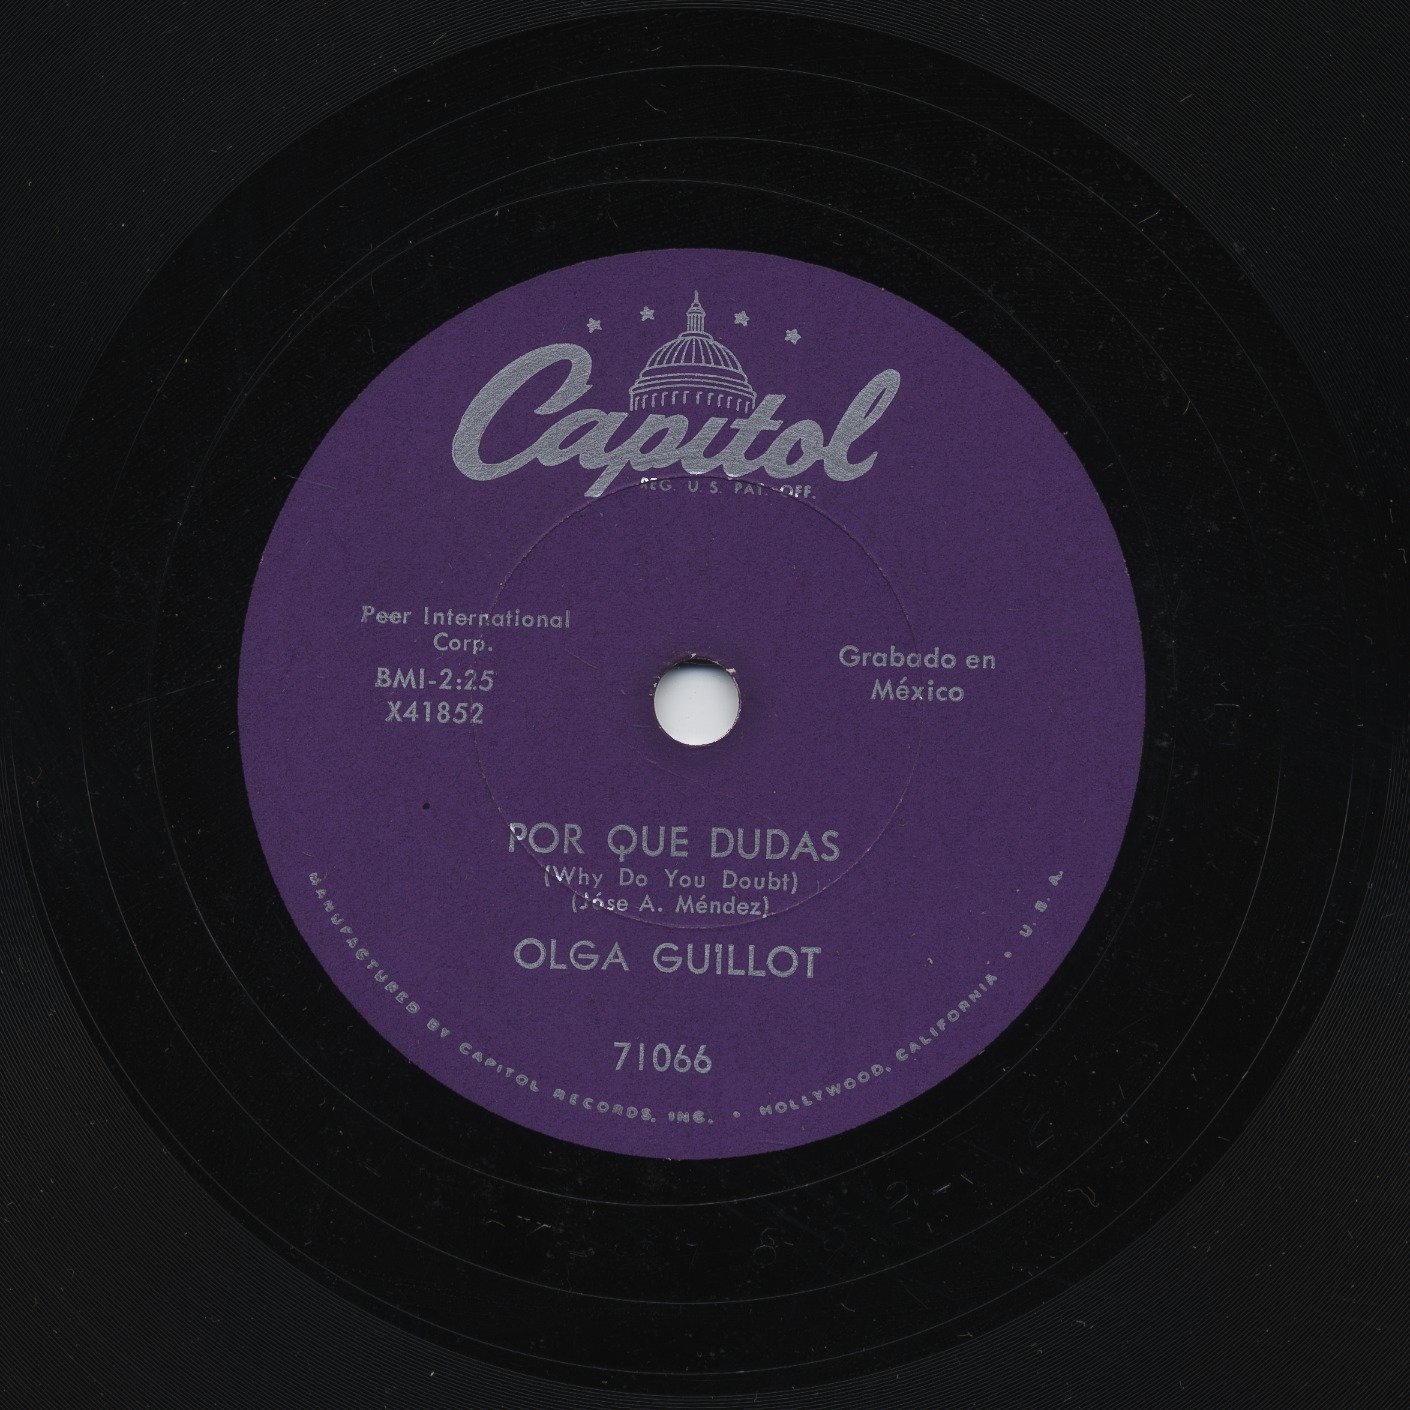 Capitol
REG. U.S. PAT. OFF.
Peer International
Corp.
BMI-2:25
X41852
Grabado en
México
POR QUE DUDAS
(Why Do You Doubt)
(Jóse A. Méndez)
OLGA GUILLOT
71066
MANUFACTURED BY CAPITOL RECORDS, INC. • HOLLYWOOD, CALIFORNIA • U.S.A.